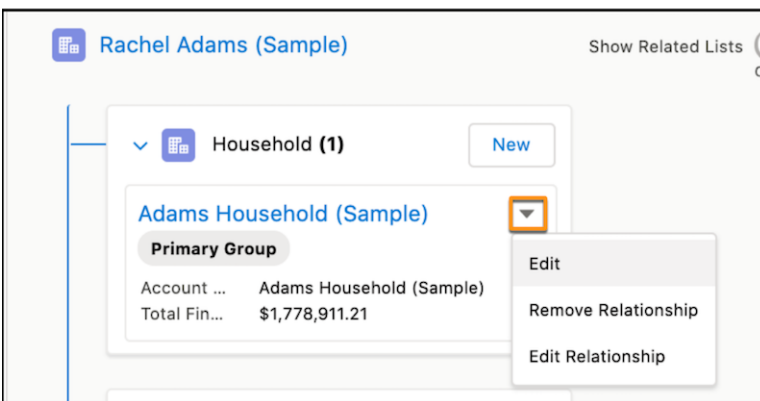 Rachel Adams (Sample)
Show Related Lists
Household (1)
New
Adams Household (Sample)
Primary Group
Account ... Adams Household (Sample)
Total Fin... $1,778,911.21
Edit
Remove Relationship
Edit Relationship